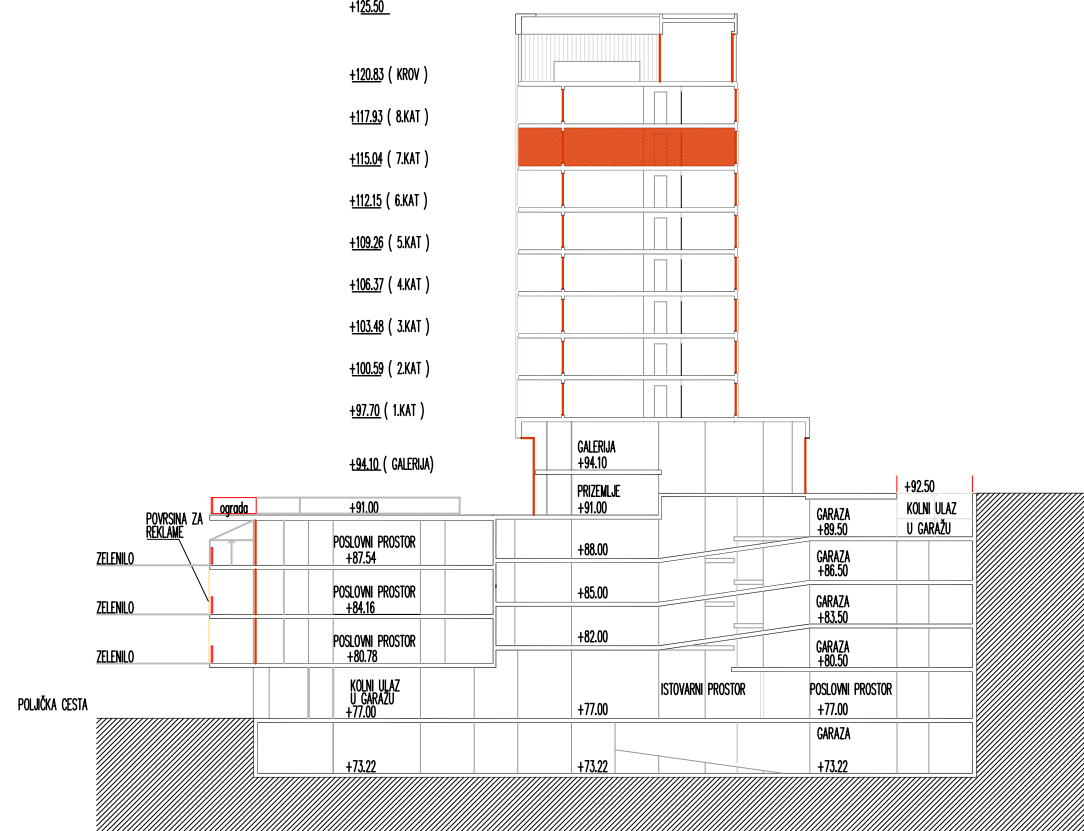 +125.50
+120.83 ( KROV )
+117.93 ( 8.KAT )
+115.04 ( 7.KAT )
+112.15 ( 6.KAT )
+109.26 ( 5.KAT )
+106.37 ( 4.KAT )
+103.48 ( 3.KAT )
+100.59 ( 2.KAT )
+97.70 ( 1.KAT )
+94.10 ( GALERIJA)
GALERIJA
+94.10
PRIZEMLJE
+91.00
ograda
+91.00
+92.50
KOLNI ULAZ
U GARAŽU
POVRSINA ZA
REKLAME
POSLOVNI PROSTOR
+87.54
+88.00
GARAZA
+89.50
ZELENILO
GARAZA
+86.50
POSLOVNI PROSTOR
+84.16
+85.00
ZELENILO
GARAZA
+83.50
POSLOVNI PROSTOR
+80.78
+82.00
ZELENILO
GARAZA
+80.50
POLJIČKA CESTA
KOLNI ULAZ
U GARAŽU
+77.00
+77.00
ISTOVARNI PROSTOR
POSLOVNI PROSTOR
+77.00
GARAZA
+73.22
+73.22
+73.22